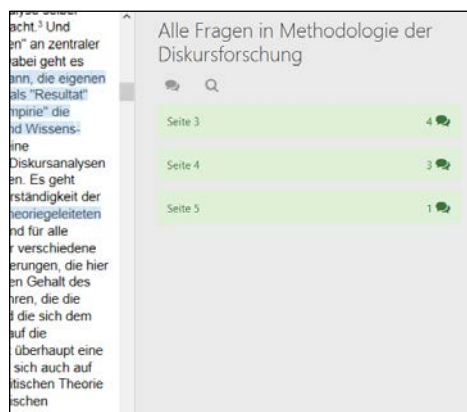 acht.³ Und
en" an zentraler
abei geht es
ann, die eigenen
als "Resultat"
mpirie" die
nd Wissens-
ine
Diskursanalysen
en. Es geht
rständigkeit der
heoriegeleiteten
nd für alle
r verschiedene
erungen, die hier
en Gehalt des
hren, die die
d die sich dem
auf die
überhaupt eine
sich auch auf
itischen Theorie
ischen
Alle Fragen in Methodologie der
Diskursforschung
Seite 3 4
Seite 4 3
Seite 5 1